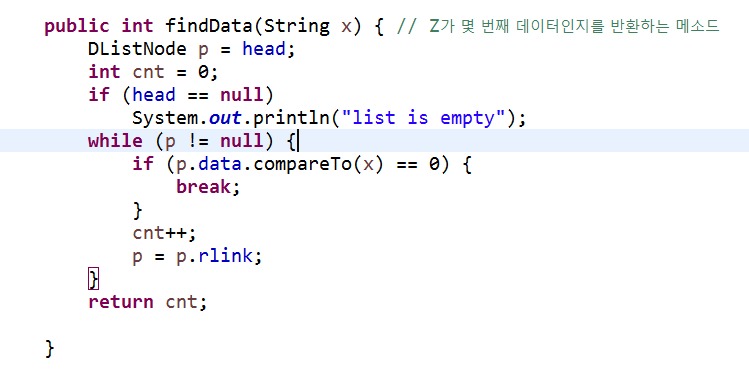 public int findData(String x) { // Z가 몇 번째 데이터인지를 반환하는 메소드
DListNode p = head;
int cnt = 0;
if (head == null)
System.out.println("list is empty");
while (p != null) {
if (p.data.compareTo(x) == 0) {
break;
}
cnt++;
p = p.rlink;
}
return cnt;
}